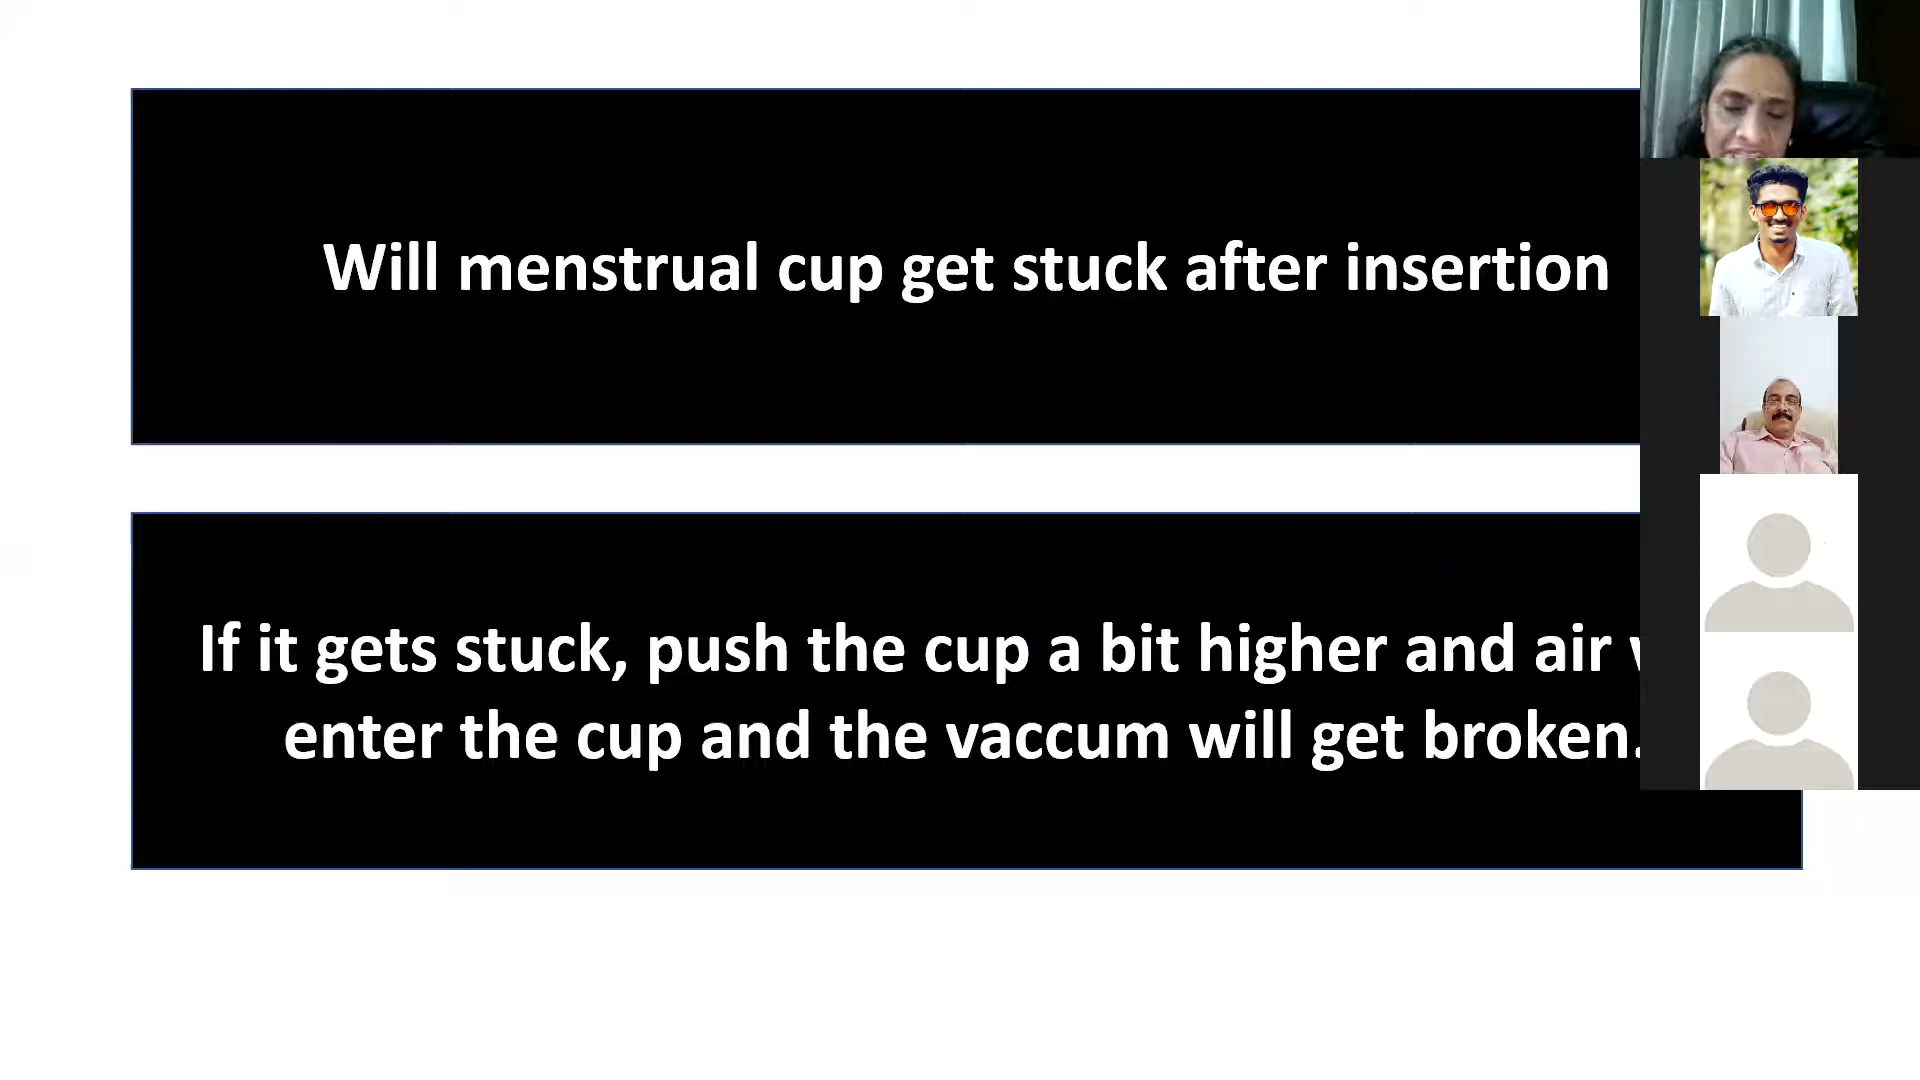 Will menstrual cup get stuck after insertion
If it gets stuck, push the cup a bit higher and air
enter the cup and the vaccum will get broken.